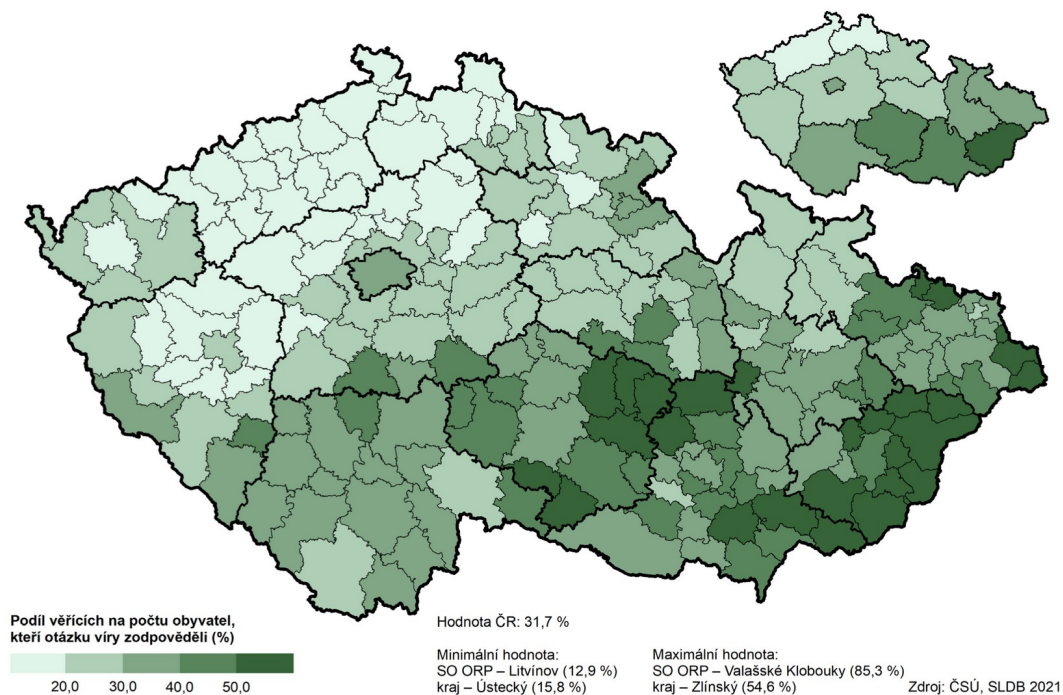 Podíl věřících na počtu obyvatel,
kteří otázku víry zodpověděli (%)
20,0 30,0 40,0 50,0
Hodnota ČR: 31,7 %
Minimální hodnota:
SO ORP – Litvínov (12,9 %)
kraj – Ústecký (15,8 %)
Maximální hodnota:
SO ORP – Valašské Klobouky (85,3 %)
kraj – Zlínský (54,6 %)
Zdroj: ČSÚ, SLDB 2021